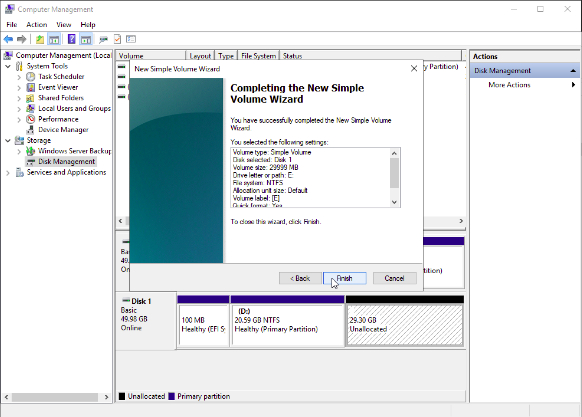 Computer Management
File Action View Help
Computer Management (Local
System Tools
Task Scheduler
Event Viewer
Shared Folders
Local Users and Groups
Performance
Device Manager
Storage
Windows Server Backup
Disk Management
Services and Applications
Volume Layout Type File System Status
Primary Partition)
New Simple Volume Wizard
Completing the New Simple
Volume Wizard
You have successfully completed the New Simple Volume
Wizard.
You selected the following settings:
Volume type: Simple Volume
Disk selected: Disk 1
Volume size: 29999 MB
Drive letter or path: E:
File system: NTFS
Allocation unit size: Default
Volume label: [E]
Quick format: Yes
To close this wizard, click Finish.
< Back Finish Cancel
Bas
49.
On
tition)
Disk 1
Basic
49.98 GB
Online
100 MB
Healthy (EFI S
(D:)
20.59 GB NTFS
Healthy (Primary Partition)
29.30 GB
Unallocated
Unallocated Primary partition
Actions
Disk Management
More Actions